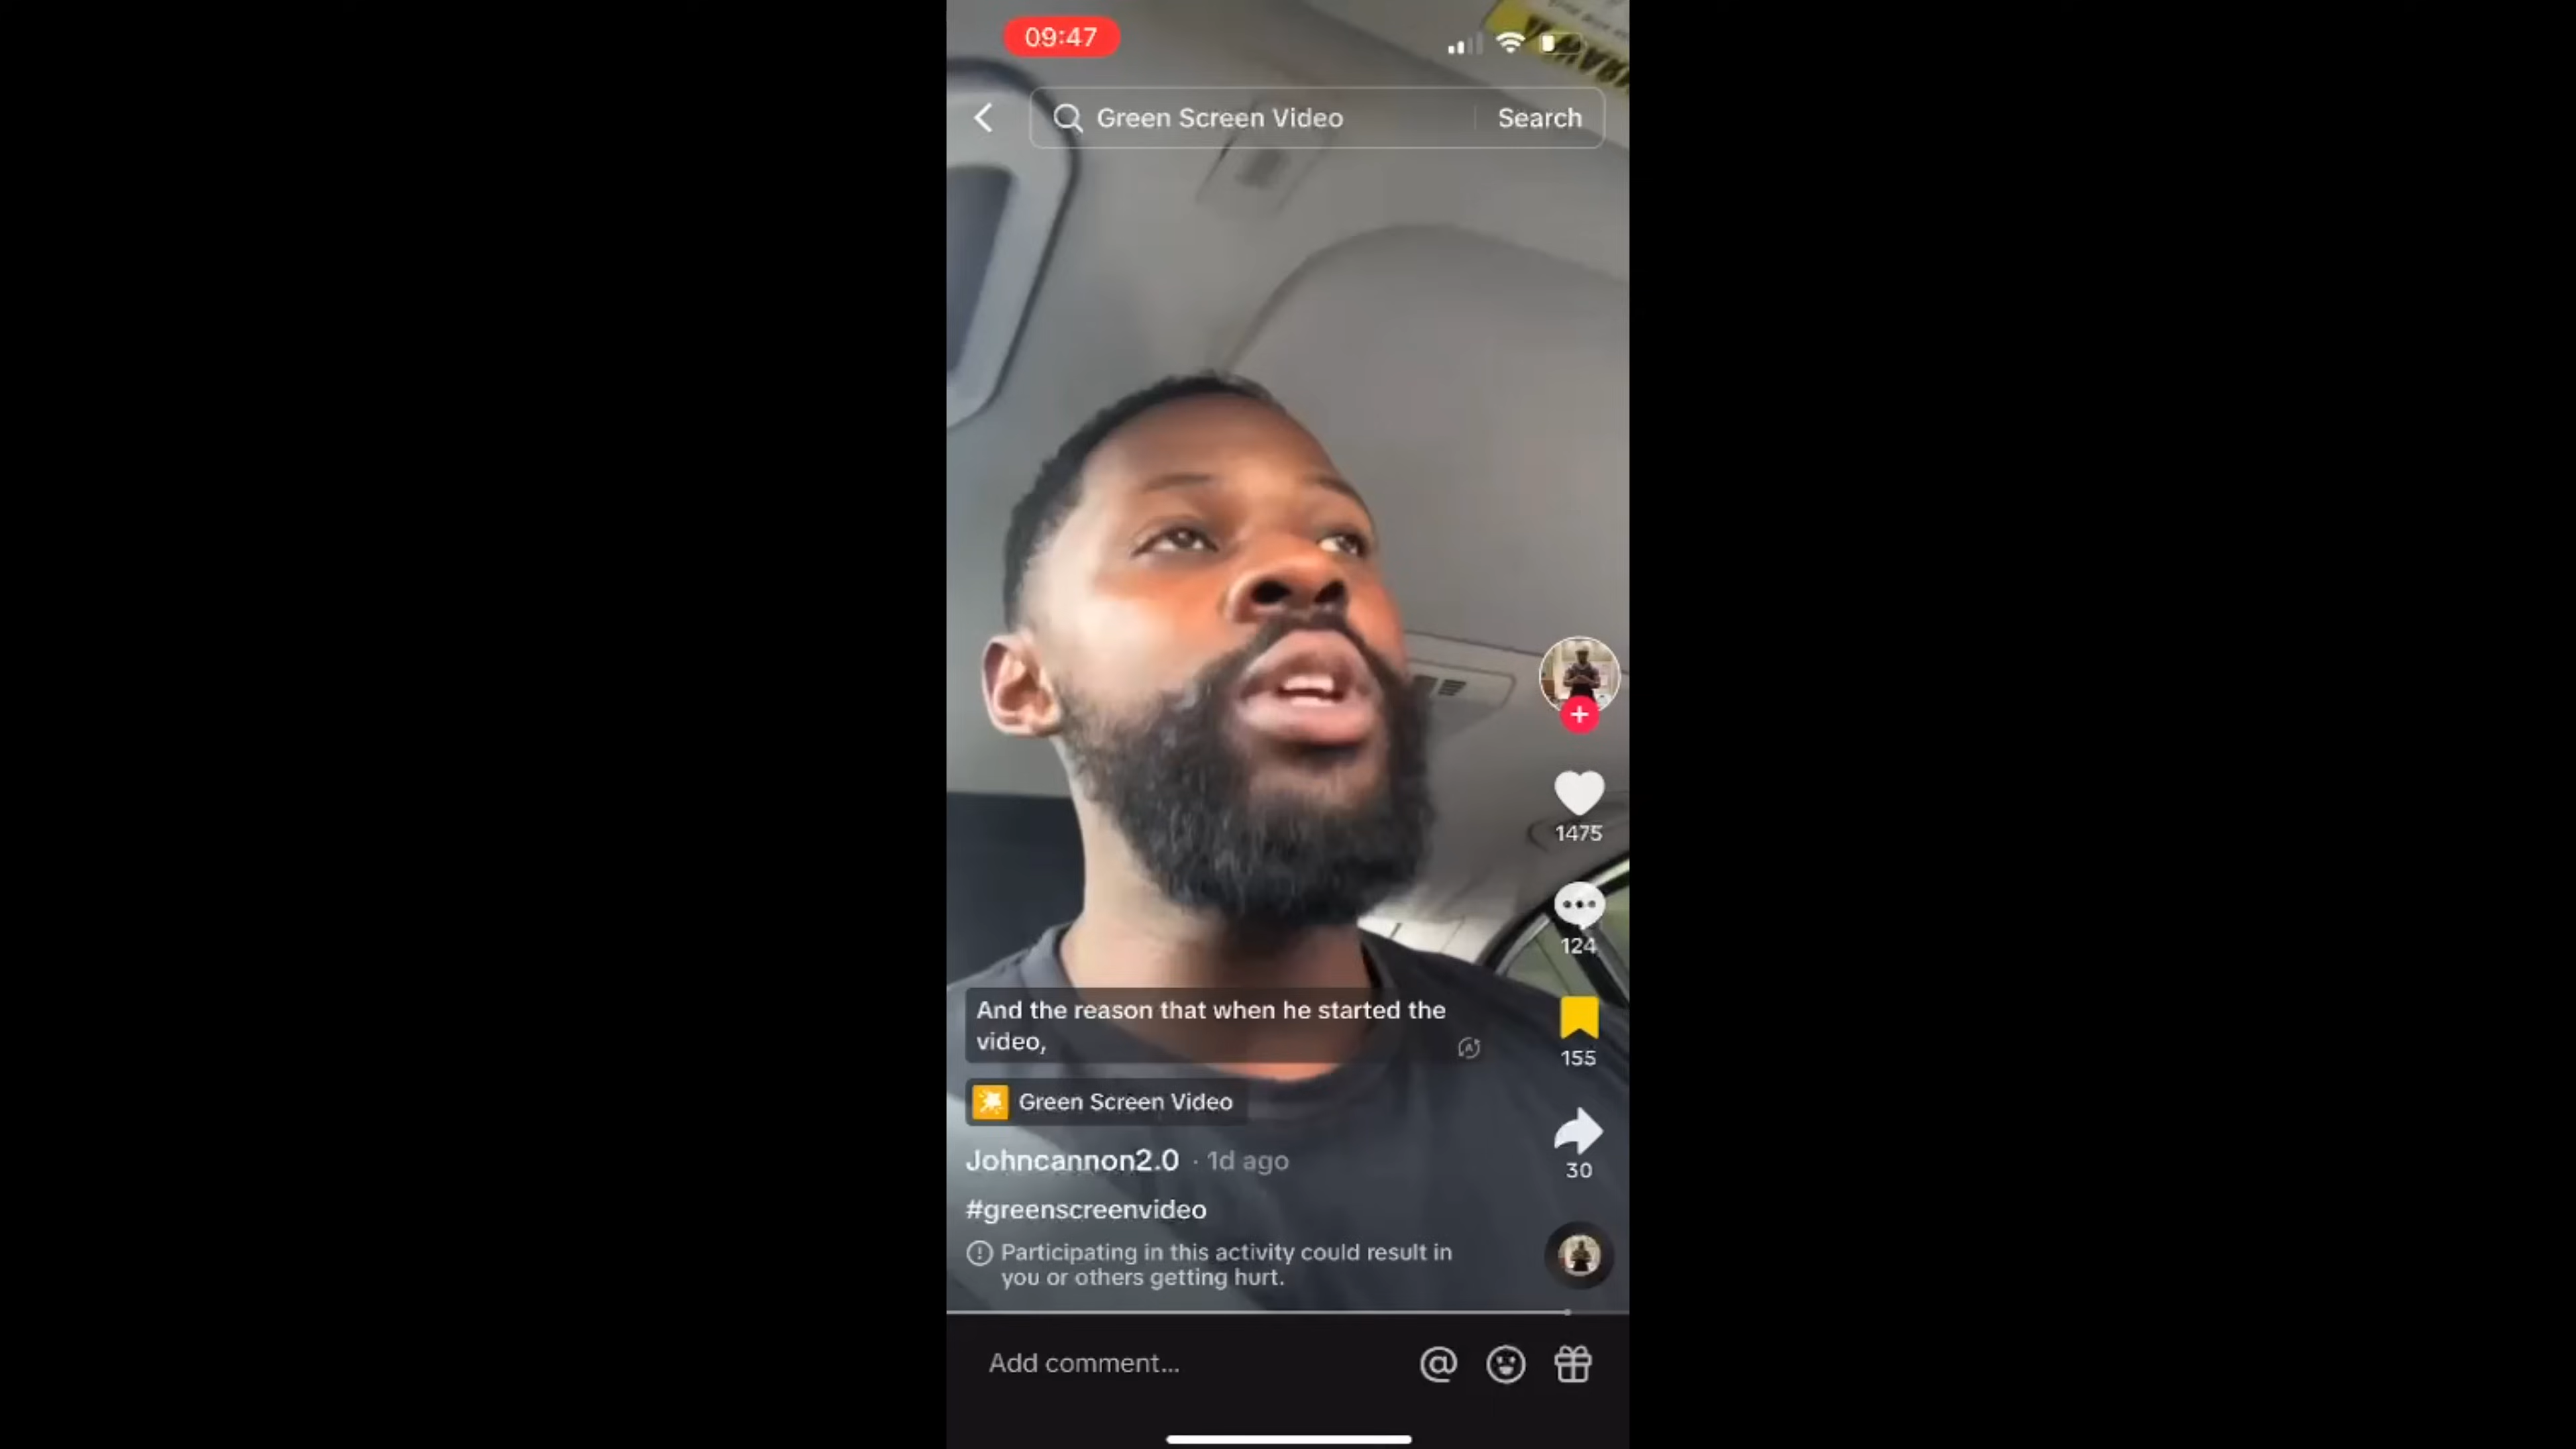 09:47
Green Screen Video
Search
1475
124
And the reason that when he started the
video,
155
Green Screen Video
Johncannon2.0 · 1d ago
30
#greenscreenvideo
Participating in this activity could result in
you or others getting hurt.
Add comment...